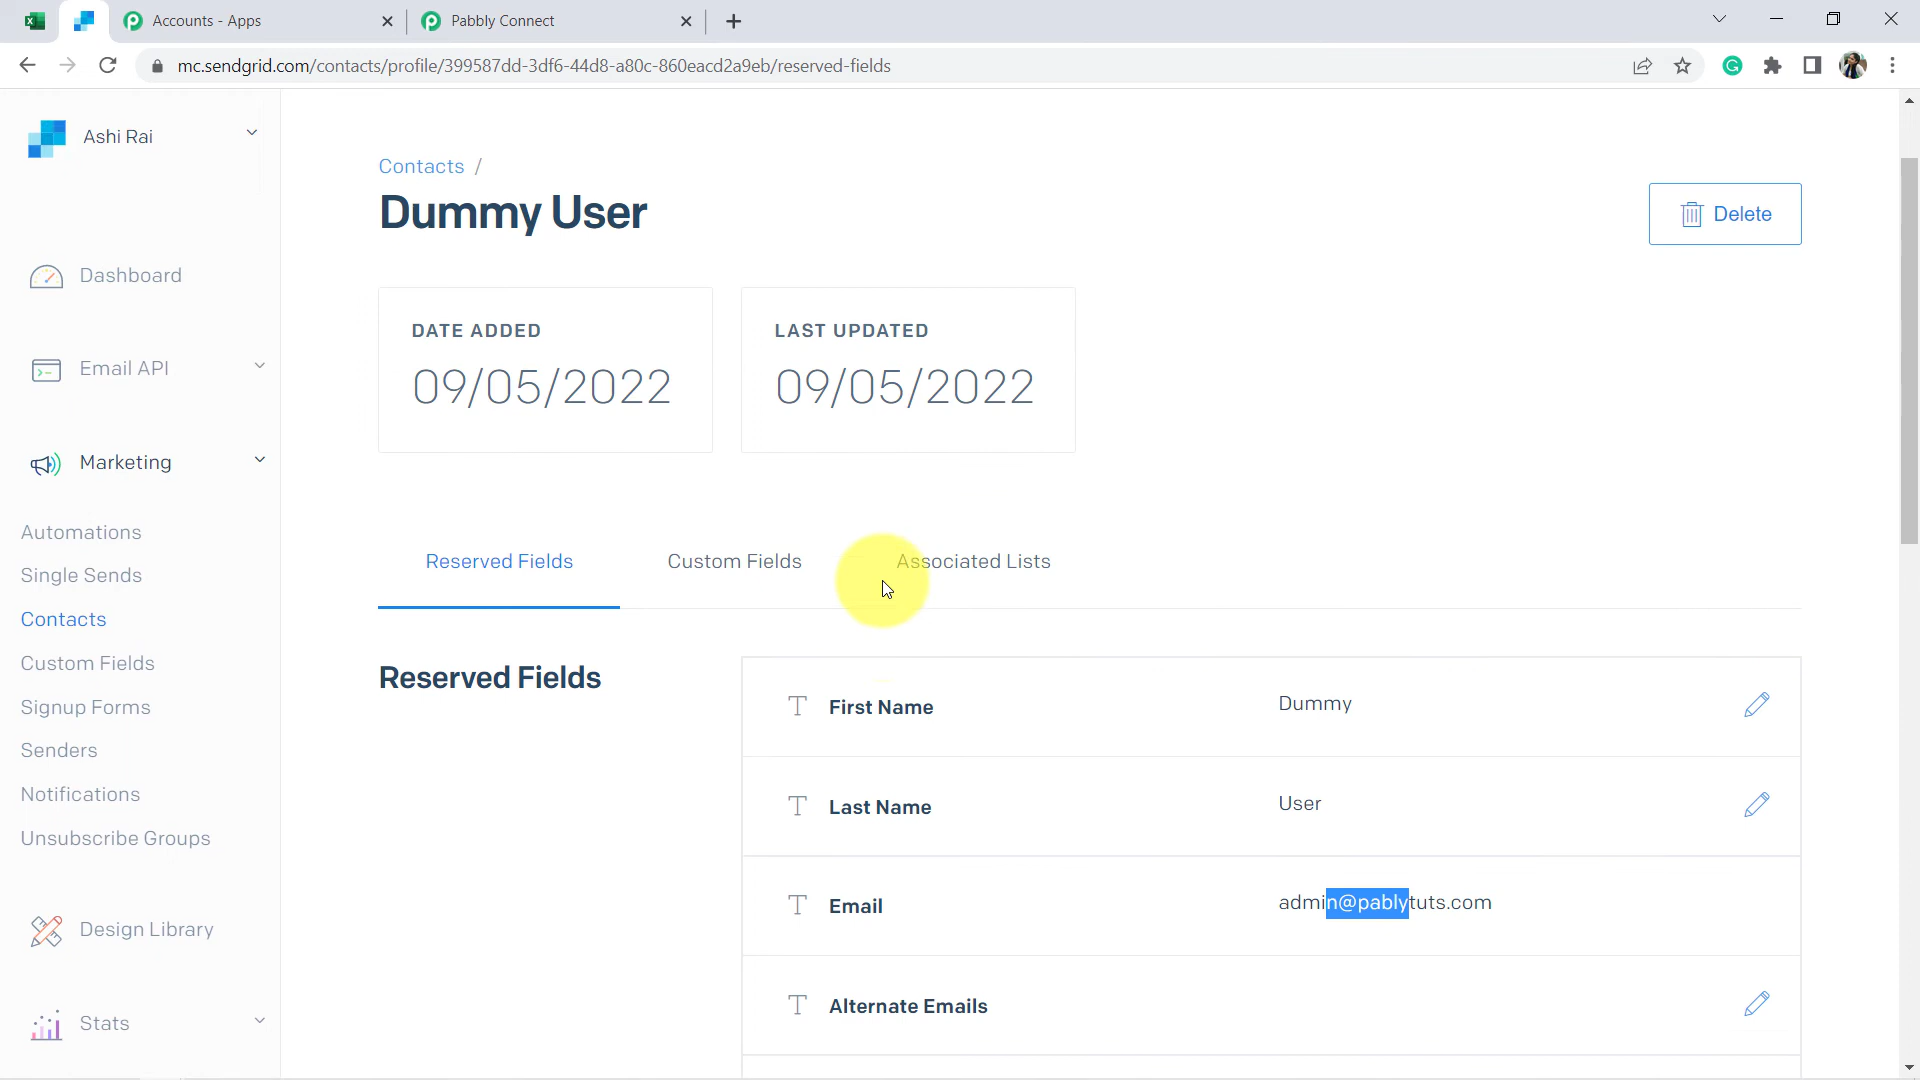 Accounts - Apps
Pabbly Connect
mc.sendgrid.com/contacts/profile/399587dd-3df6-44d8-a80c-860eacd2a9eb/reserved-fields
Ashi Rai
Dashboard
Email API
Marketing
Automations
Single Sends
Contacts
Custom Fields
Signup Forms
Senders
Notifications
Unsubscribe Groups
Design Library
Stats
Contacts /
Dummy User
Delete
DATE ADDED
09/05/2022
LAST UPDATED
09/05/2022
Reserved Fields
Custom Fields
Associated Lists
Reserved Fields
First Name Dummy
Last Name User
Email admin@pablytuts.com
Alternate Emails